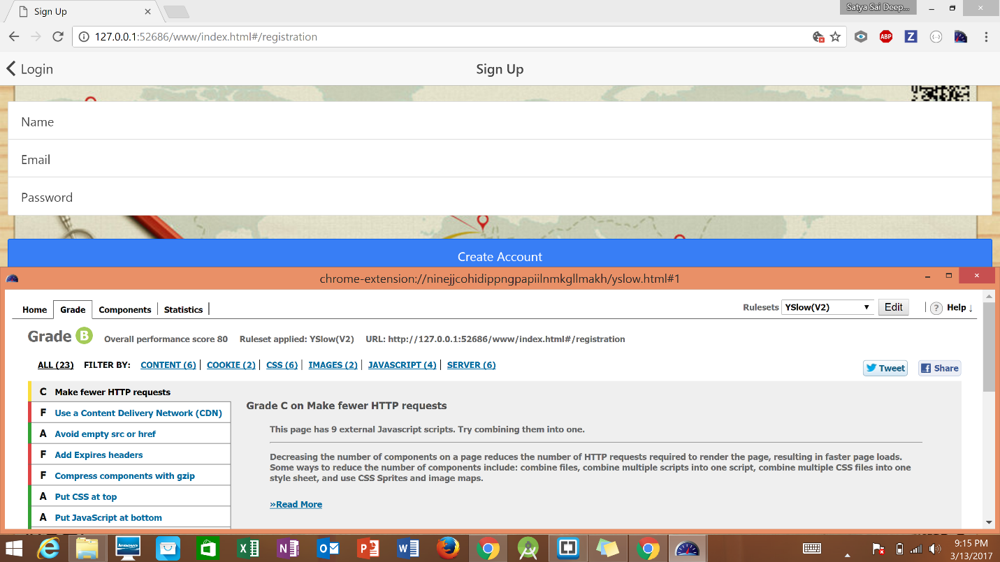 Sign Up
Satya Sai Deep...
127.0.0.1:52686/www/index.html#/registration
ABP
Z
Login
Sign Up
Name
Email
Password
Create Account
chrome-extension://ninejjcohidippngpapiilnmkgllmakh/yslow.html#1
Home Grade Components Statistics
Rulesets YSlow(V2) Edit ? Help ↓
Grade B Overall performance score 80 Ruleset applied: YSlow(V2) URL: http://127.0.0.1:52686/www/index.html#/registration
ALL (23) FILTER BY: CONTENT (6) COOKIE (2) CSS (6) IMAGES (2) JAVASCRIPT (4) SERVER (6)
Tweet Share
C Make fewer HTTP requests
F Use a Content Delivery Network (CDN)
A Avoid empty src or href
F Add Expires headers
F Compress components with gzip
A Put CSS at top
A Put JavaScript at bottom
Grade C on Make fewer HTTP requests
This page has 9 external Javascript scripts. Try combining them into one.
Decreasing the number of components on a page reduces the number of HTTP requests required to render the page, resulting in faster page loads.
Some ways to reduce the number of components include: combine files, combine multiple scripts into one script, combine multiple CSS files into one
style sheet, and use CSS Sprites and image maps.
»Read More
lenovo
9:15 PM
3/13/2017